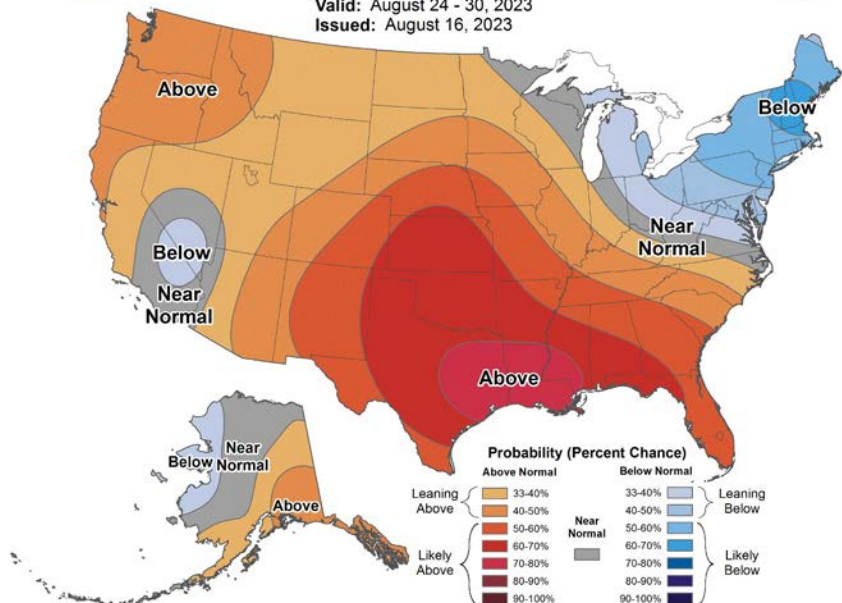 Valid: August 24 - 30, 2023
Issued: August 16, 2023
Above
Below
Near
Normal
Below
Near
Normal
Above
Below
Near
Normal
Above
Probability (Percent Chance)
Above Normal
Below Normal
Leaning
Above
33-40%
40-50%
50-60%
60-70%
70-80%
80-90%
90-100%
Likely
Above
Near
Normal
33-40%
40-50%
50-60%
60-70%
70-80%
80-90%
90-100%
Leaning
Below
Likely
Below